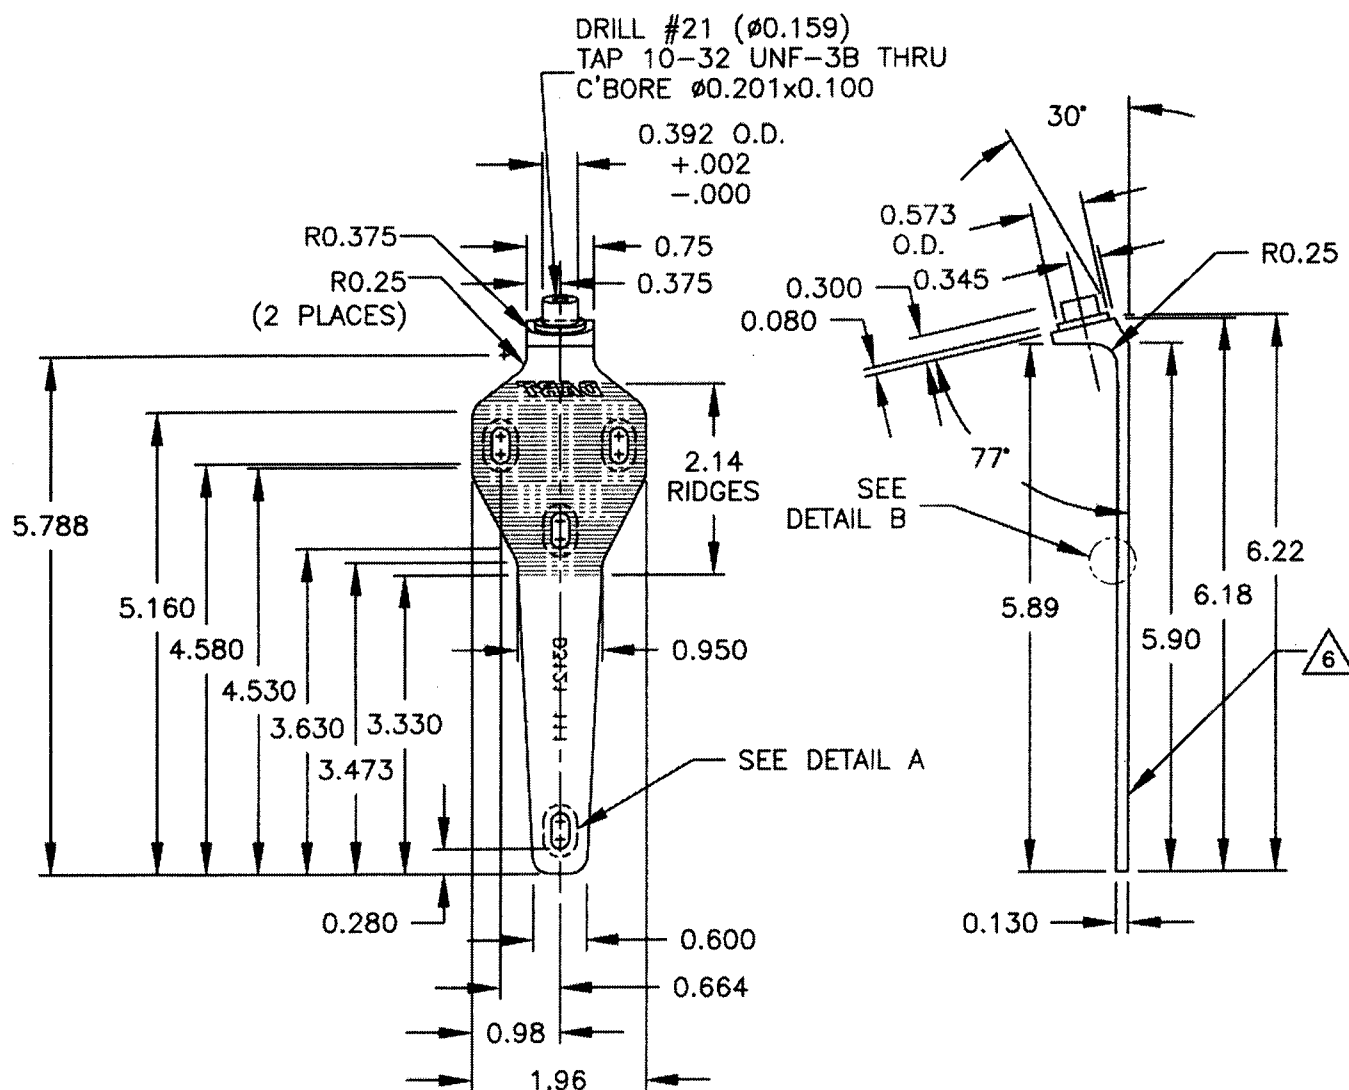 DRILL #21 (ø0.159)
TAP 10-32 UNF-3B THRU
C'BORE ø0.201x0.100
0.392 O.D.
+.002
-.000
R0.375
0.75
R0.25
(2 PLACES)
0.375
30°
0.573
O.D.
0.345
R0.25
0.300
0.080
77°
SEE
DETAIL B
2.14
RIDGES
5.788
5.160
4.580
4.530
3.630
3.473
3.330
0.950
5.89
5.90
6.18
6.22
6
SEE DETAIL A
0.280
0.600
0.664
0.98
1.96
0.130